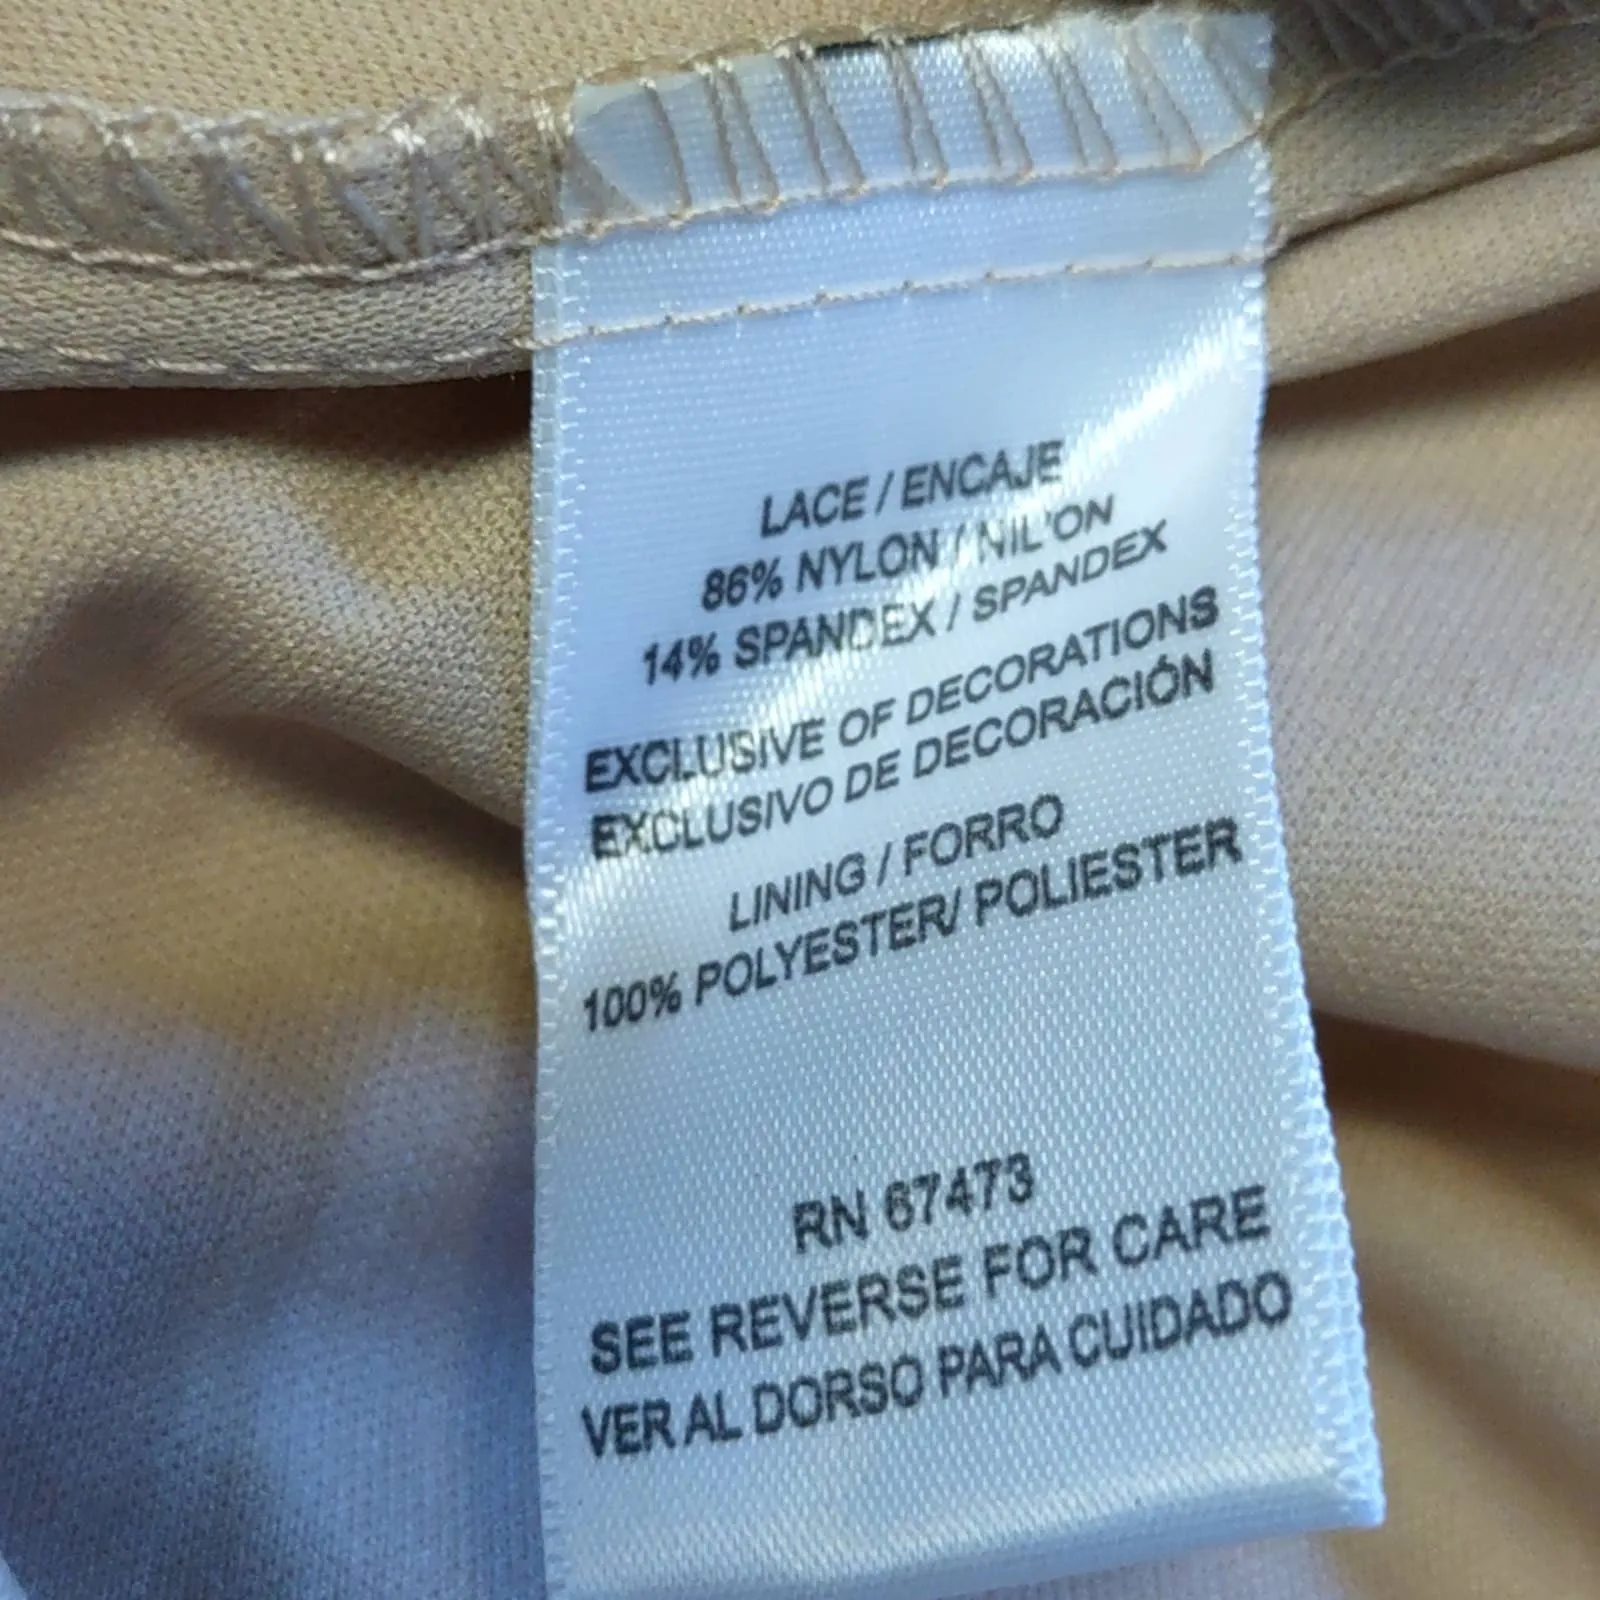 LACE / ENCAJE
86% NYLON / NIL'ON
14% SPANDEX / SPANDEX
EXCLUSIVE OF DECORATIONS
EXCLUSIVO DE DECORACIÓN
LINING / FORRO
100% POLYESTER/ POLIESTER
RN 67473
SEE REVERSE FOR CARE
VER AL DORSO PARA CUIDADO